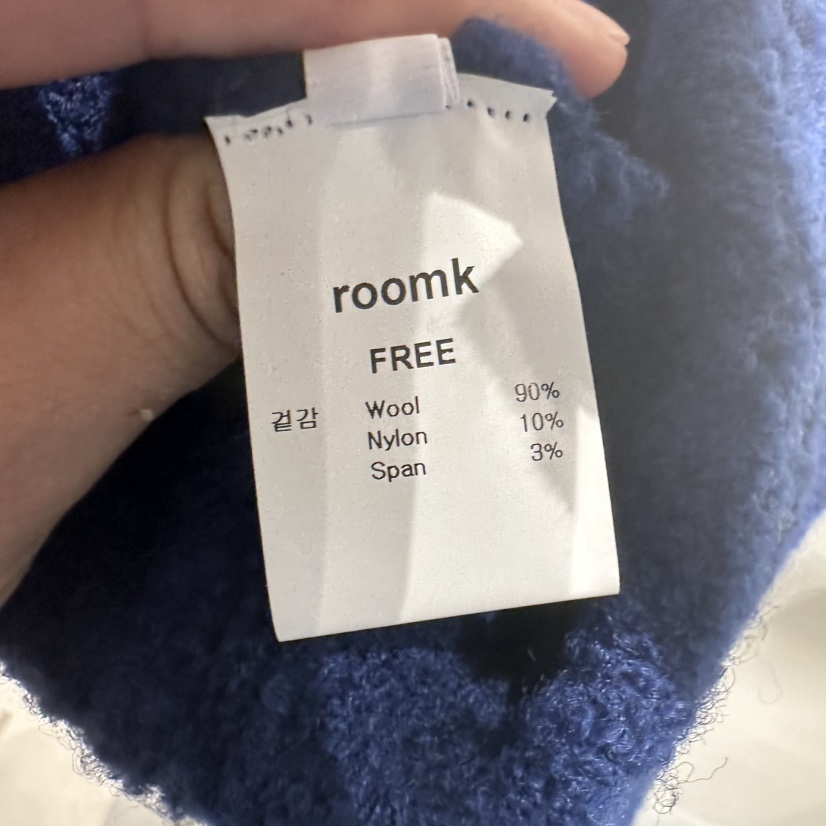 roomk
FREE
겉감 Wool 90%
Nylon 10%
Span 3%